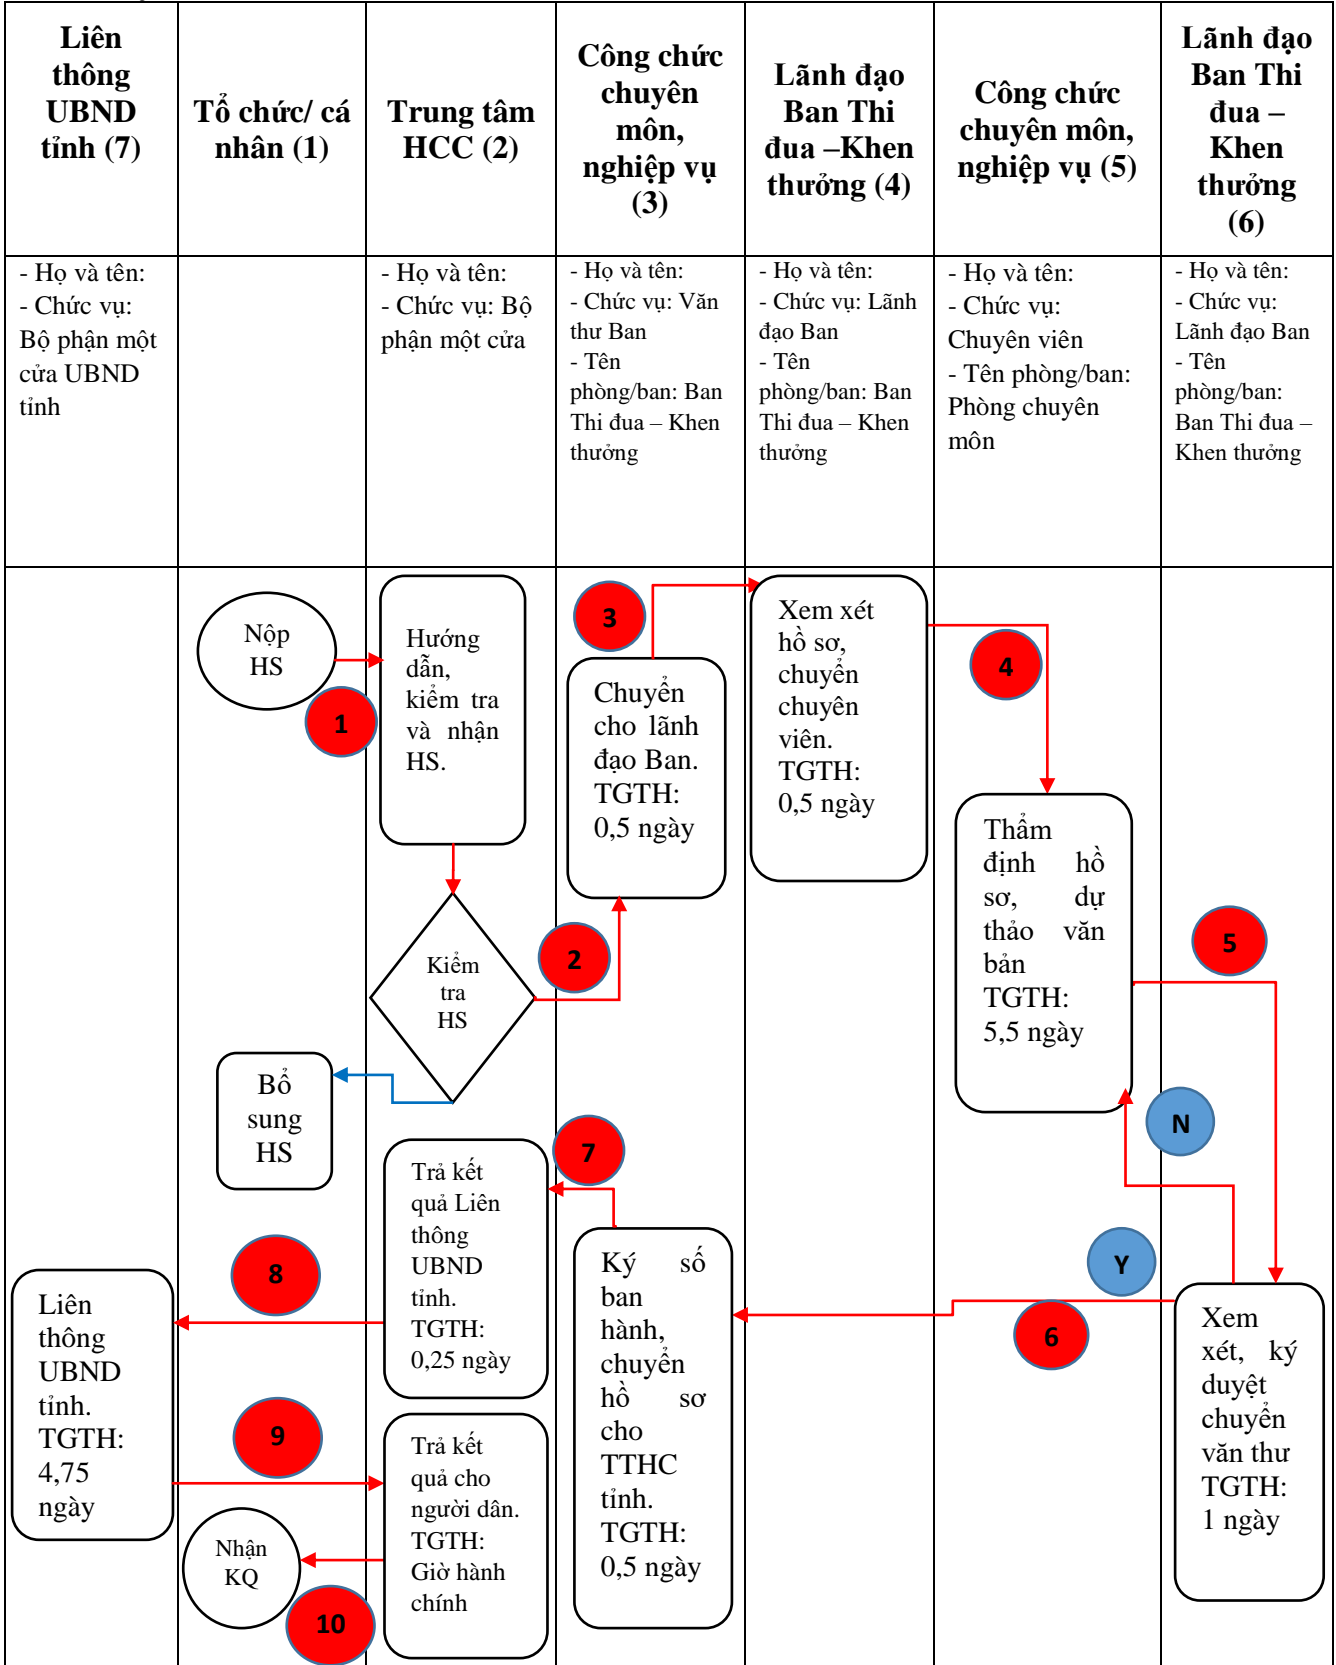 Liên
thông
UBND
tỉnh (7)
Tổ chức/ cá
nhân (1)
Trung tâm
HCC (2)
Công chức
chuyên
môn,
nghiệp vụ
(3)
Lãnh đạo
Ban Thi
đua –Khen
thưởng (4)
Công chức
chuyên môn,
nghiệp vụ (5)
Lãnh đạo
Ban Thi
đua –
Khen
thưởng
(6)
- Họ và tên:
- Chức vụ:
Bộ phận một
cửa UBND
tỉnh
- Họ và tên:
- Chức vụ: Bộ
phận một cửa
- Họ và tên:
- Chức vụ: Văn
thư Ban
- Tên
phòng/ban: Ban
Thi đua – Khen
thưởng
- Họ và tên:
- Chức vụ: Lãnh
đạo Ban
- Tên
phòng/ban: Ban
Thi đua – Khen
thưởng
- Họ và tên:
- Chức vụ:
Chuyên viên
- Tên phòng/ban:
Phòng chuyên
môn
- Họ và tên:
- Chức vụ:
Lãnh đạo Ban
- Tên
phòng/ban:
Ban Thi đua –
Khen thưởng
Nộp
HS
1
Hướng
dẫn,
kiểm tra
và nhận
HS.
Kiểm
tra
HS
Bổ
sung
HS
2
3
Chuyển
cho lãnh
đạo Ban.
TGTH:
0,5 ngày
Xem xét
hồ sơ,
chuyển
chuyên
viên.
TGTH:
0,5 ngày
4
Thẩm
định hồ
sơ, dự
thảo văn
bản
TGTH:
5,5 ngày
5
N
Y
6
Xem
xét, ký
duyệt
chuyển
văn thư
TGTH:
1 ngày
7
Ký số
ban
hành,
chuyển
hồ sơ
cho
TTHC
tỉnh.
TGTH:
0,5 ngày
Trả kết
quả Liên
thông
UBND
tỉnh.
TGTH:
0,25 ngày
8
Liên
thông
UBND
tỉnh.
TGTH:
4,75
ngày
9
Trả kết
quả cho
người dân.
TGTH:
Giờ hành
chính
Nhận
KQ
10